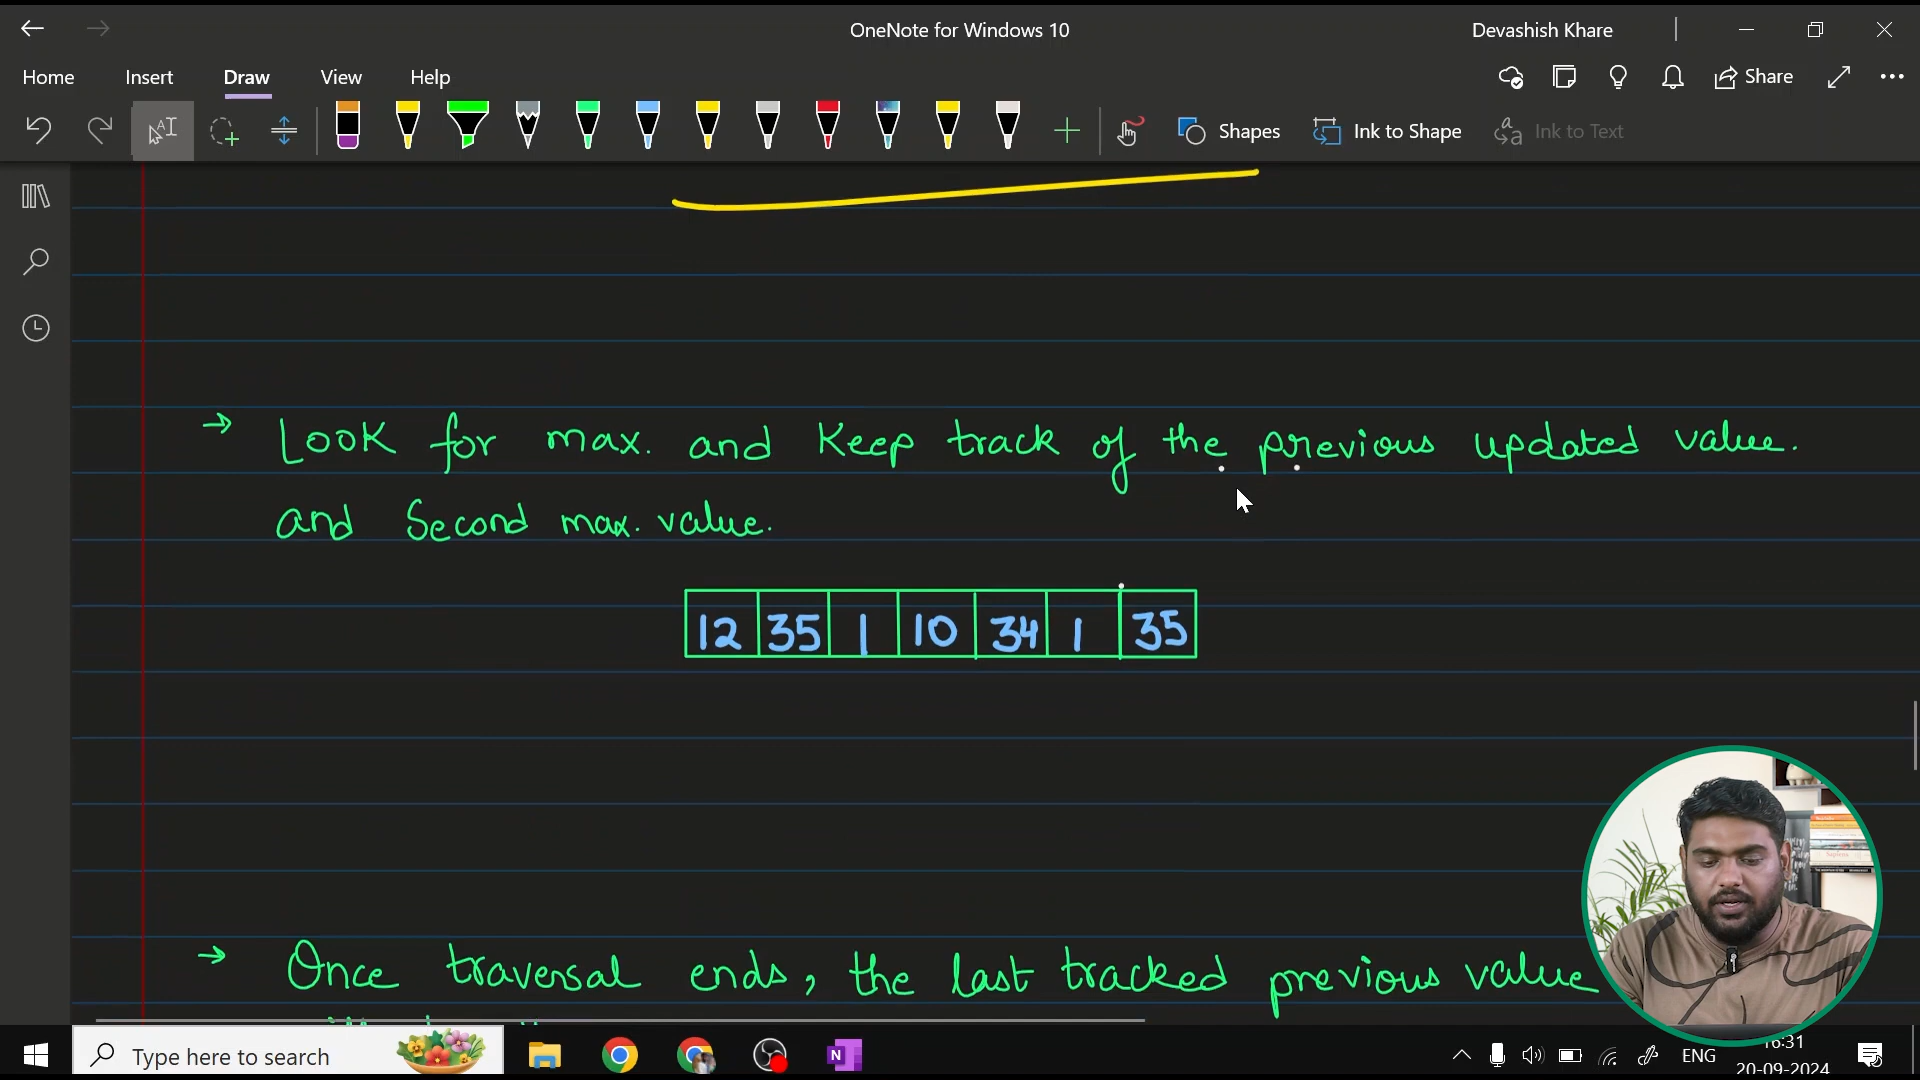 OneNote for Windows 10
Devashish Khare
Home Insert Draw View Help
Share
Shapes Ink to Shape Ink to Text
→ Look for max. and Keep track of the previous updated value.
and Second max. value.
12 35 1 10 34 1 35
→ Once traversal ends, the last tracked previous value
Type here to search
ENG
16:31
20-09-2024